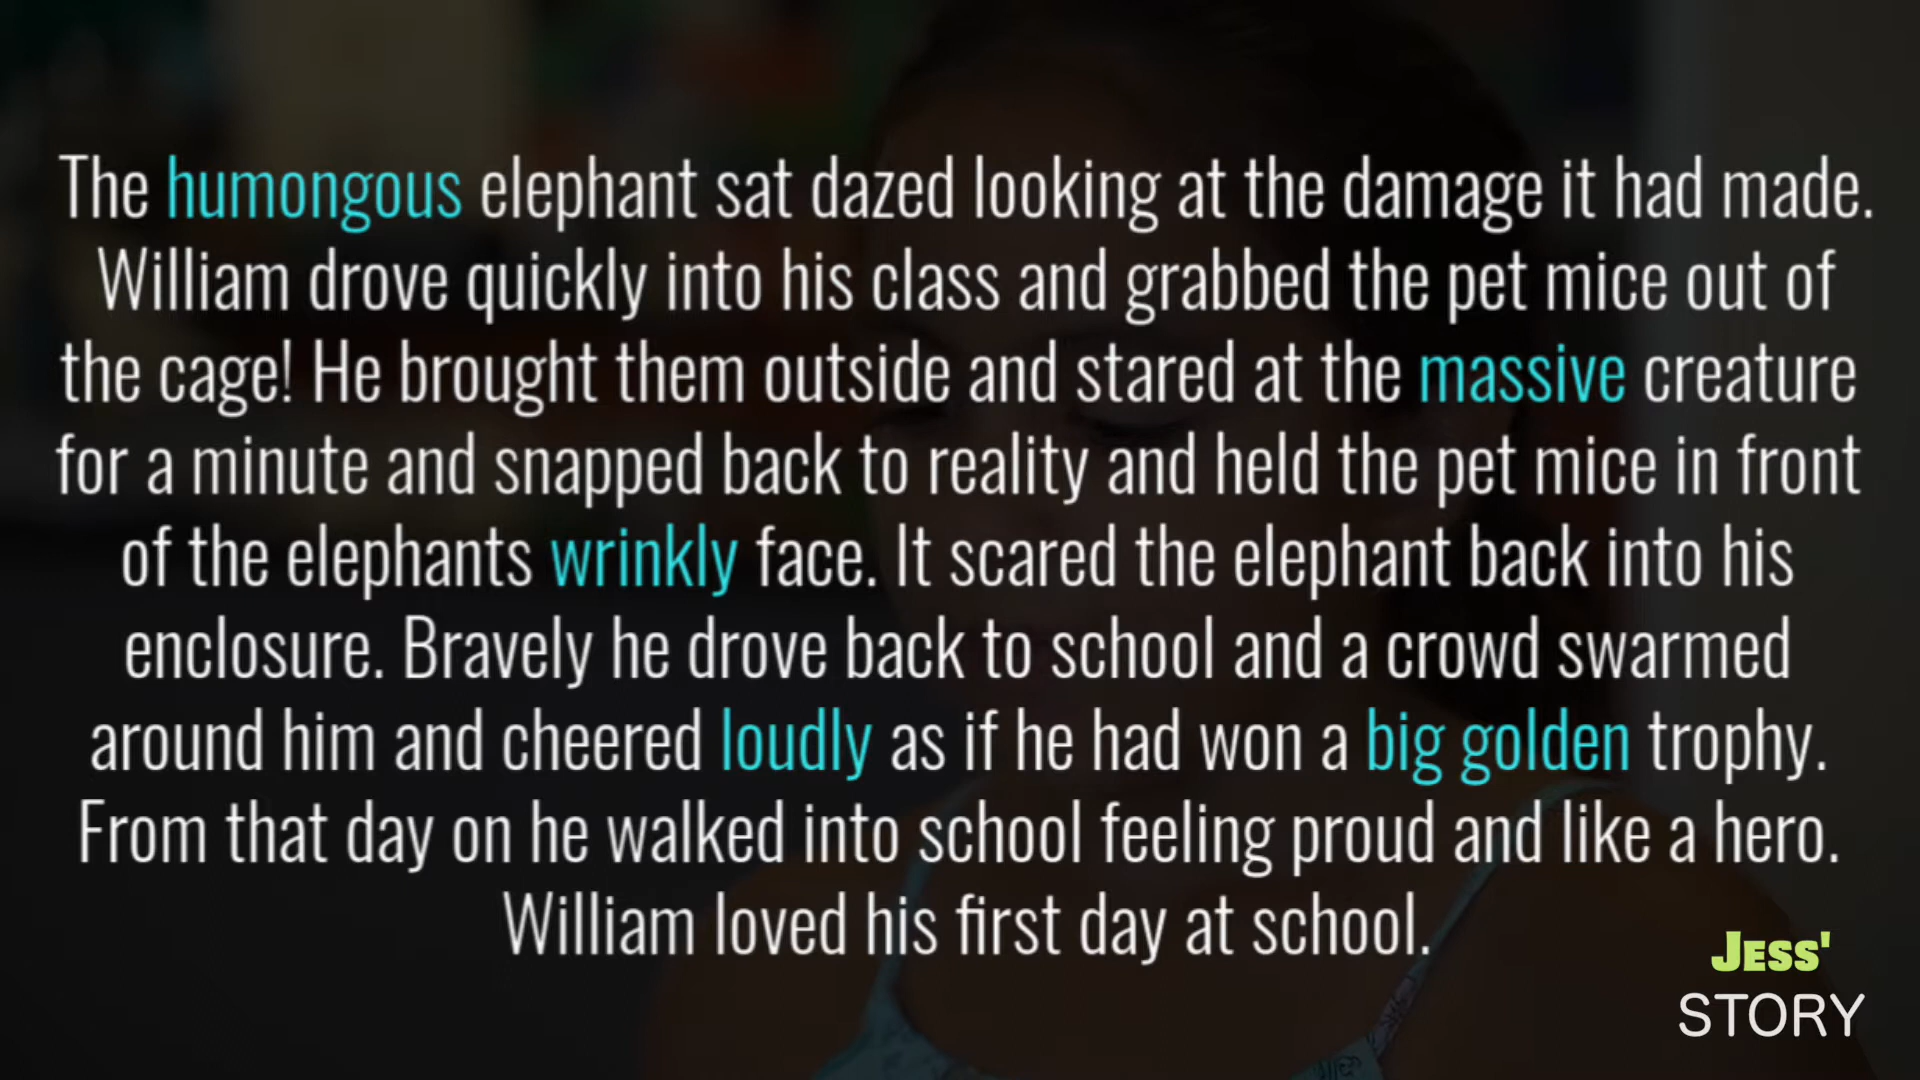 The humongous elephant sat dazed looking at the damage it had made.
William drove quickly into his class and grabbed the pet mice out of
the cage! He brought them outside and stared at the massive creature
for a minute and snapped back to reality and held the pet mice in front
of the elephants wrinkly face. It scared the elephant back into his
enclosure. Bravely he drove back to school and a crowd swarmed
around him and cheered loudly as if he had won a big golden trophy.
From that day on he walked into school feeling proud and like a hero.
William loved his first day at school.
JESS'
STORY